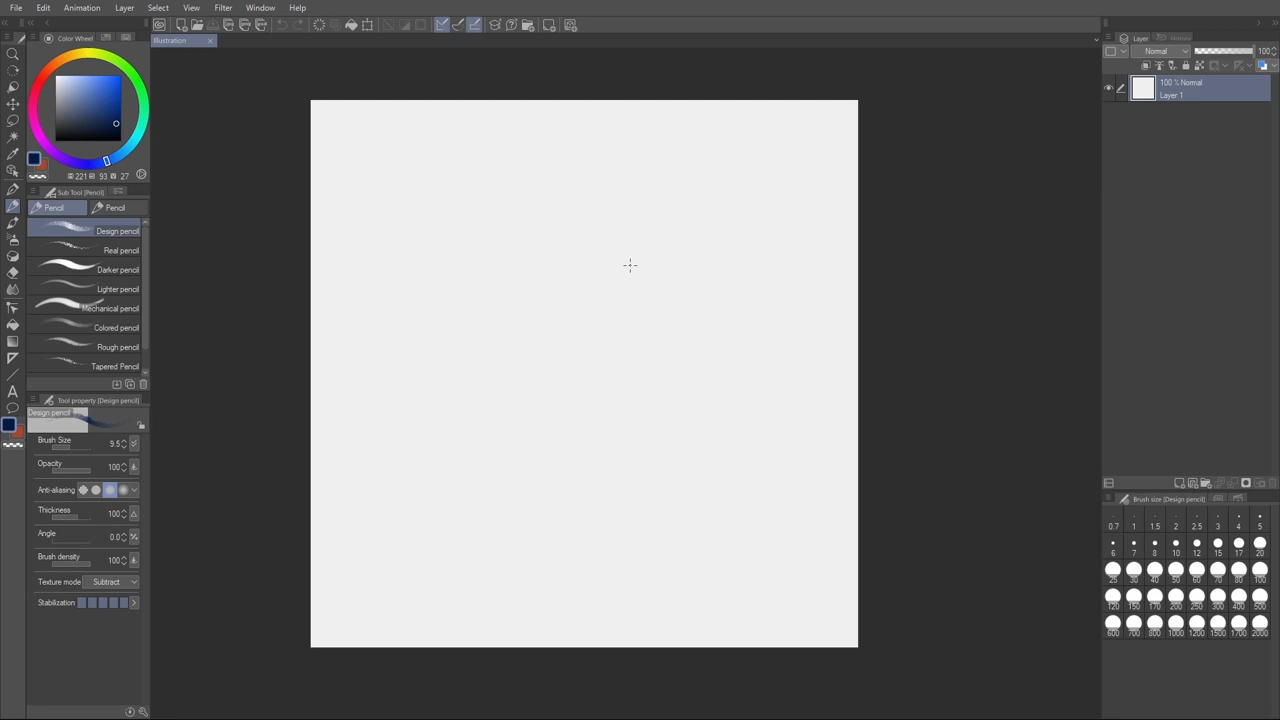 File Edit Animation Layer Select View Filter Window Help
Illustration
Color Wheel
221 93 V 27
Sub Tool [Pencil]
Pencil Pencil
Design pencil
Real pencil
Darker pencil
Lighter pencil
Mechanical pencil
Colored pencil
Rough pencil
Tapered Pencil
Tool property [Design pencil]
Design pencil
Brush Size 9.5
Opacity 100
Anti-aliasing
Thickness 100
Angle 0.0
Brush density 100
Texture mode Subtract
Stabilization
A
Layer History
Normal 100
100 % Normal
Layer 1
Brush size [Design pencil]
0.7 1 1.5 2 2.5 3 4 5
6 7 8 10 12 15 17 20
25 30 40 50 60 70 80 100
120 150 170 200 250 300 400 500
600 700 800 1000 1200 1500 1700 2000